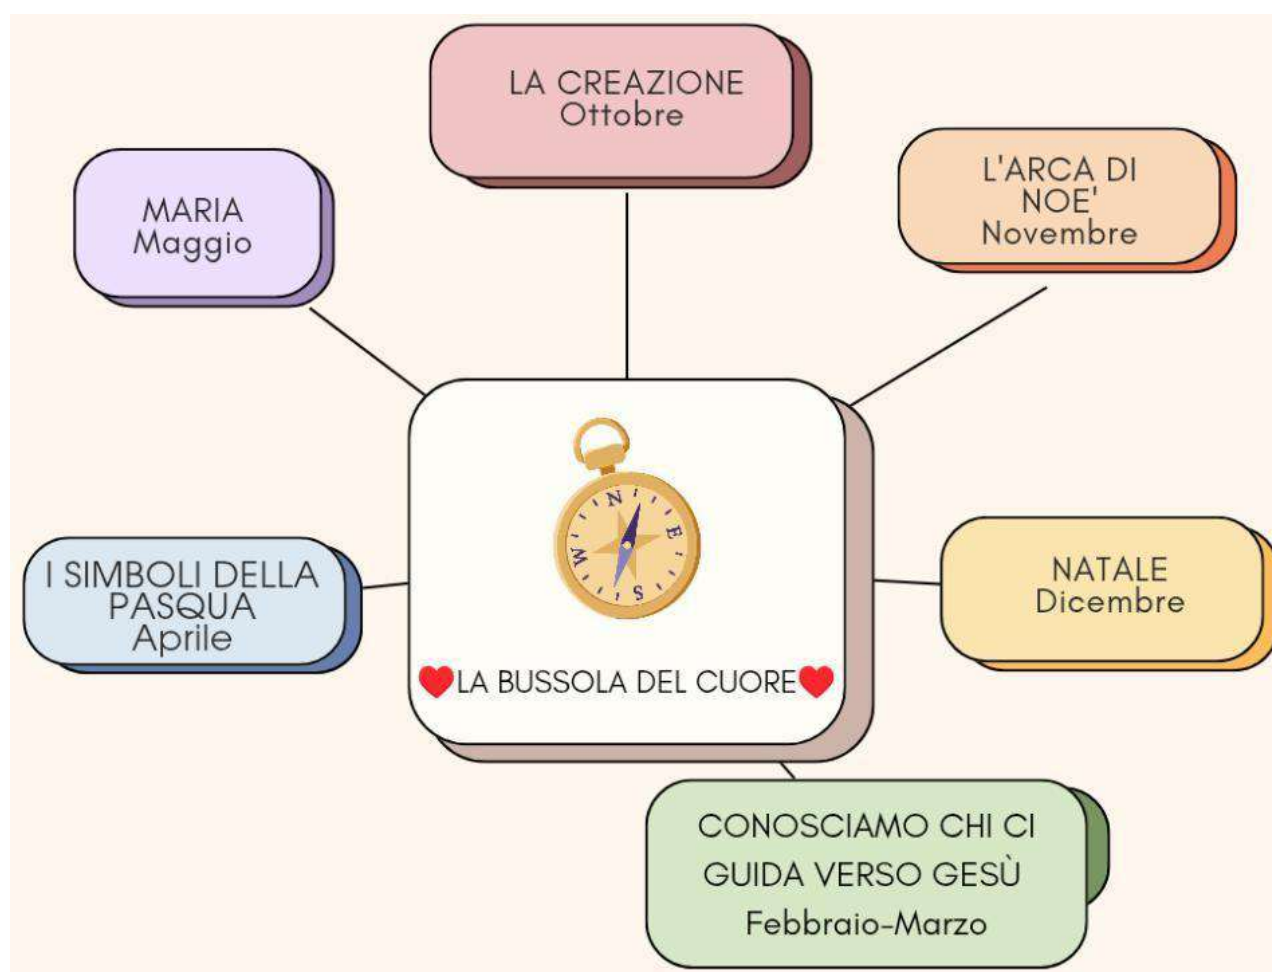 LA CREAZIONE
Ottobre
L'ARCA DI
NOE'
Novembre
MARIA
Maggio
N
E
S
W
I SIMBOLI DELLA
PASQUA
Aprile
NATALE
Dicembre
LA BUSSOLA DEL CUORE
CONOSCIAMO CHI CI
GUIDA VERSO GESÙ
Febbraio-Marzo